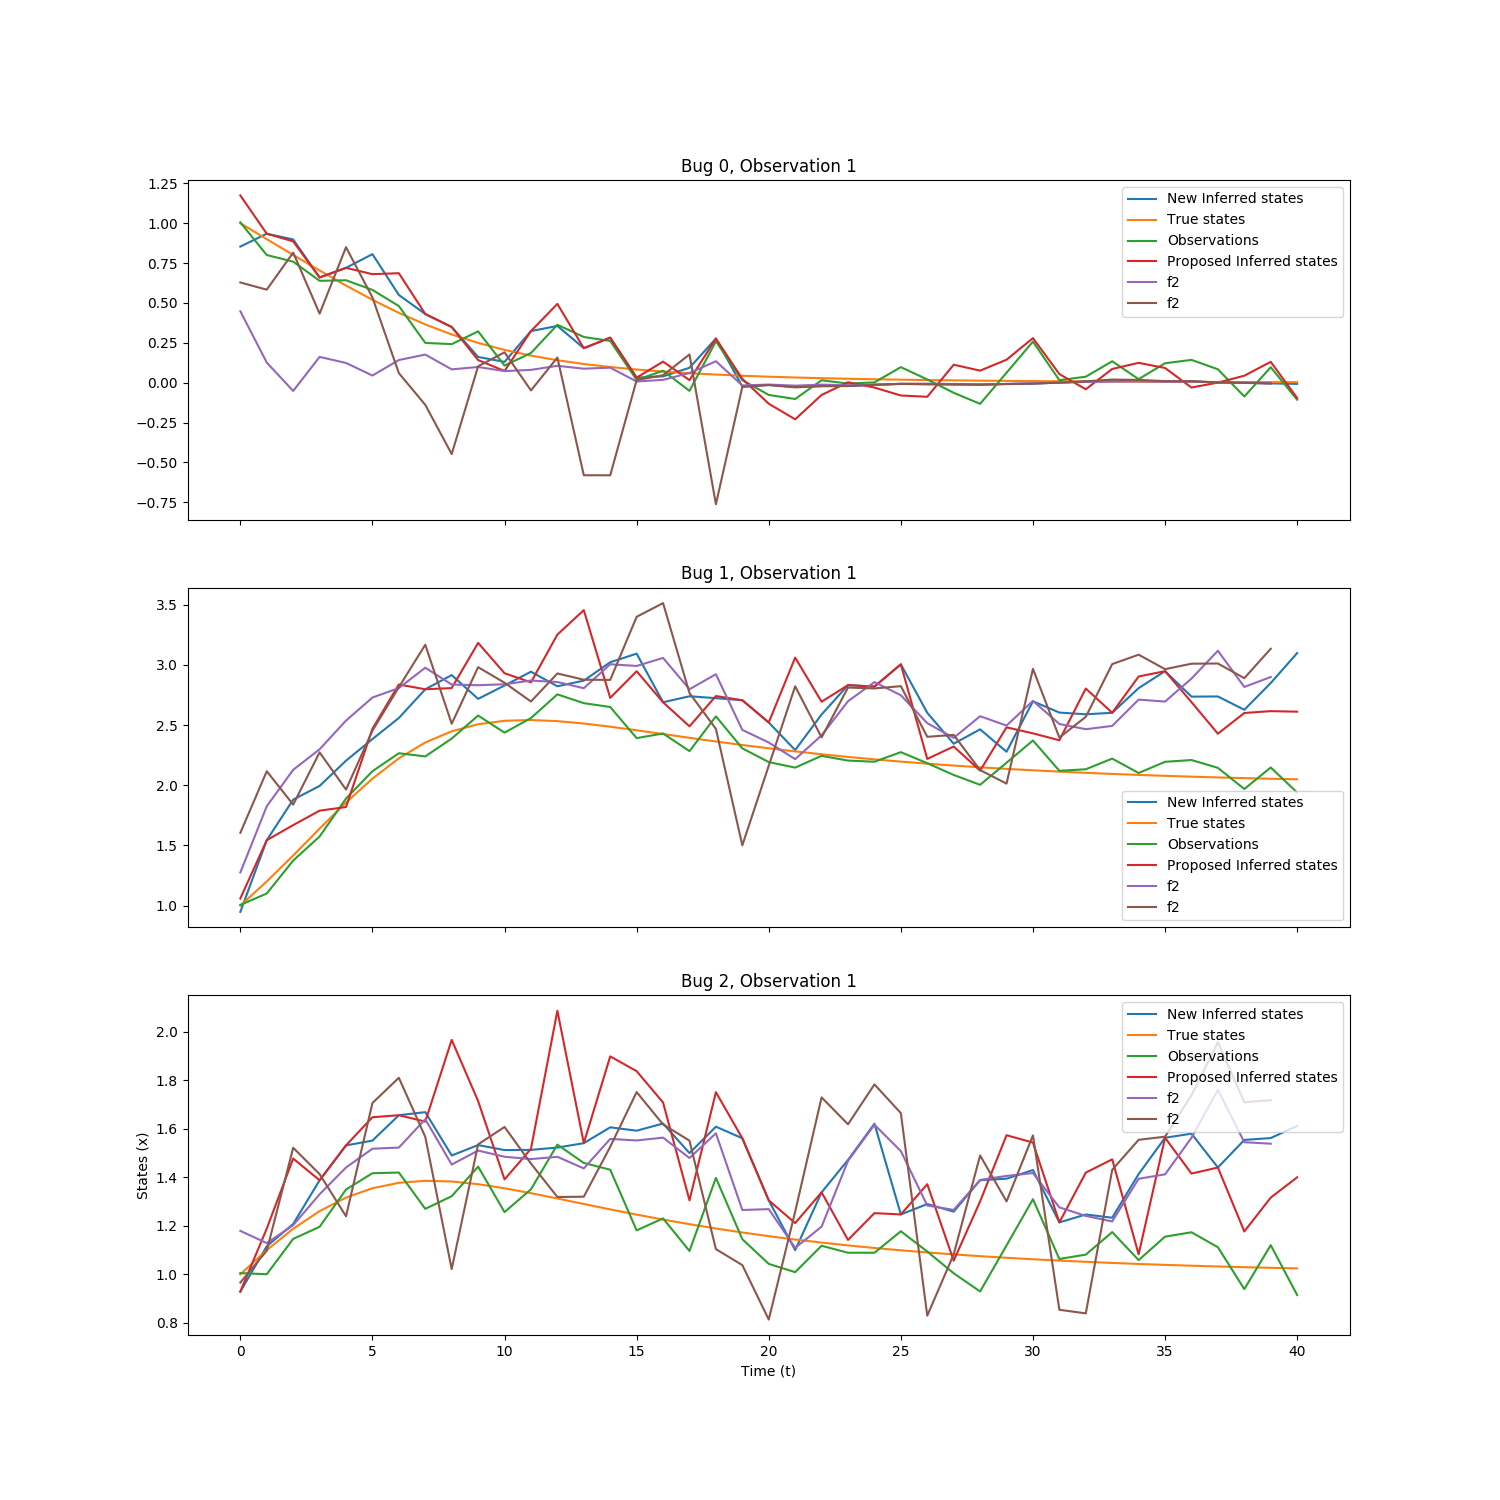 Bug 0, Observation 1
1.25
1.00
0.75
0.50
0.25
0.00
−0.25
−0.50
−0.75
New Inferred states
True states
Observations
Proposed Inferred states
f2
f2
Bug 1, Observation 1
3.5
3.0
2.5
2.0
1.5
1.0
New Inferred states
True states
Observations
Proposed Inferred states
f2
f2
Bug 2, Observation 1
2.0
1.8
1.6
1.4
1.2
1.0
0.8
States (x)
New Inferred states
True states
Observations
Proposed Inferred states
f2
f2
0 5 10 15 20 25 30 35 40
Time (t)